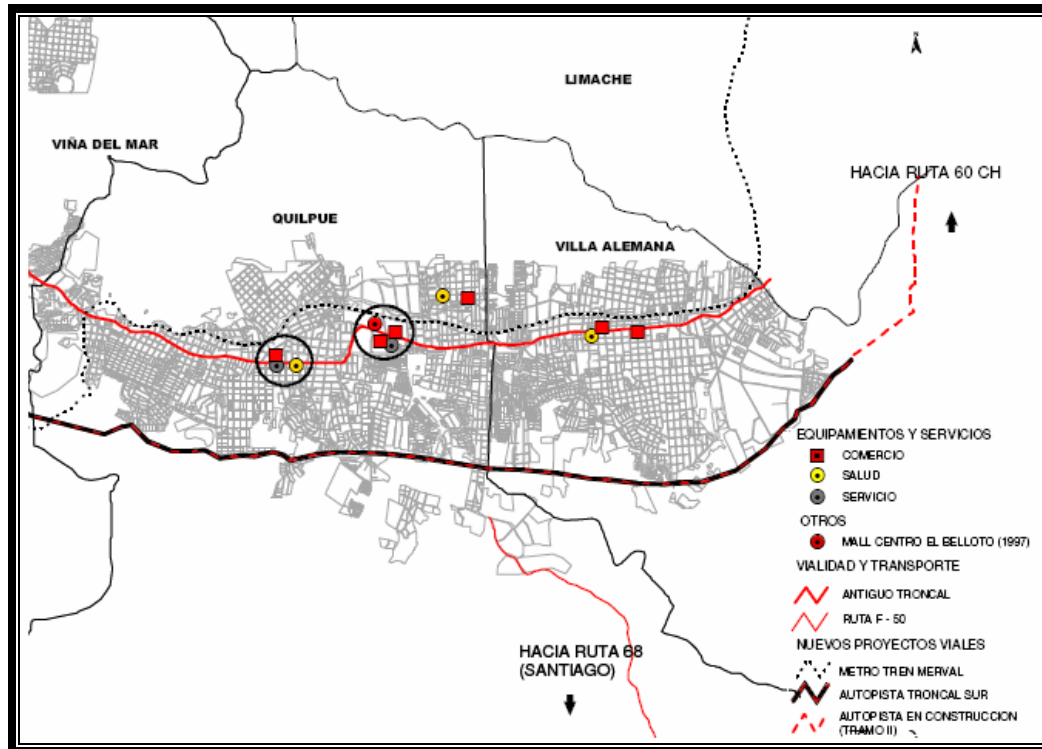 N
LIMACHE
VIÑA DEL MAR
HACIA RUTA 60 CH
QUILPUE
VILLA ALEMANA
EQUIPAMIENTOS Y SERVICIOS
COMERCIO
SALUD
SERVICIO
OTROS
MALL CENTRO EL BELLOTO (1997)
VIALIDAD Y TRANSPORTE
ANTIGUO TRONCAL
RUTA F - 50
NUEVOS PROYECTOS VIALES
METRO TREN MERVAL
AUTOPISTA TRONCAL SUR
AUTOPISTA EN CONSTRUCCION
(TRAMO II)
HACIA RUTA 68
(SANTIAGO)